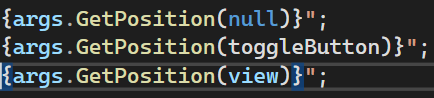 {args.GetPosition(null)}";
{args.GetPosition(toggleButton)}";
{args.GetPosition(view)}";